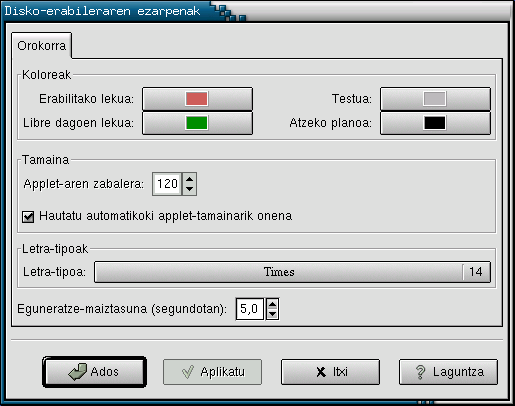 Disko-erabileraren ezarpenak
Orokorra
Koloreak
Erabilitako lekua: Testua:
Libre dagoen lekua: Atzeko planoa:
Tamaina
Applet-aren zabalera: 120
Hautatu automatikoki applet-tamainarik onena
Letra-tipoak
Letra-tipoa: Times 14
Eguneratze-maiztasuna (segundotan): 5,0
Ados Aplikatu Itxi Laguntza